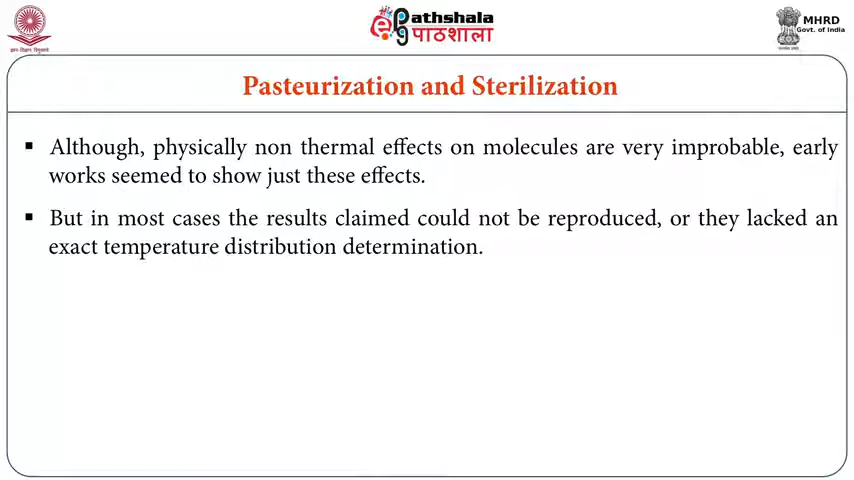 ePathshala
पाठशाला
MHRD
Govt. of India
Pasteurization and Sterilization
▪ Although, physically non thermal effects on molecules are very improbable, early
works seemed to show just these effects.
▪ But in most cases the results claimed could not be reproduced, or they lacked an
exact temperature distribution determination.